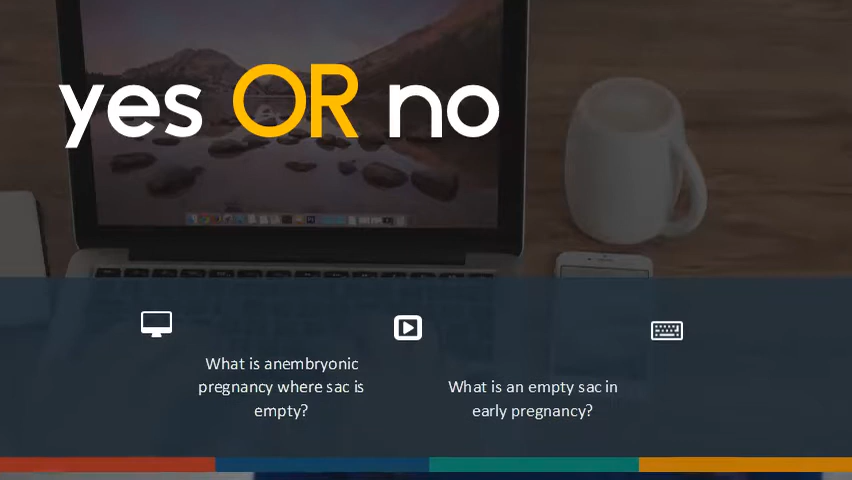 yes OR no
What is anembryonic
pregnancy where sac is
empty?
What is an empty sac in
early pregnancy?